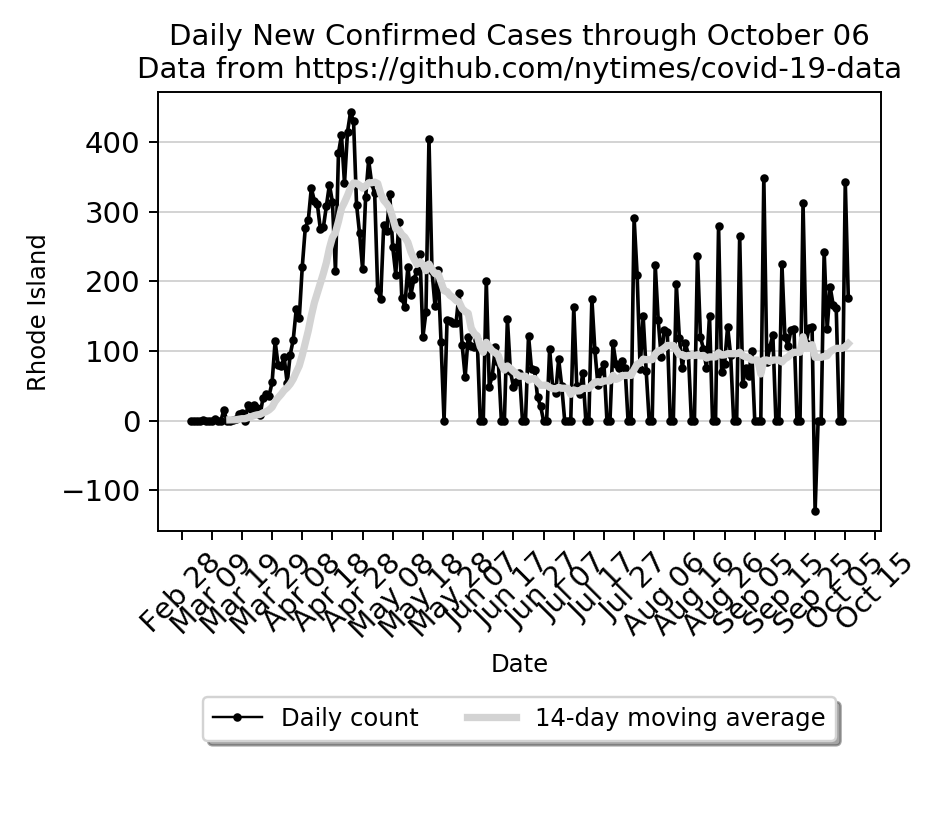 Daily New Confirmed Cases through October 06
Data from https://github.com/nytimes/covid-19-data
400
300
200
100
0
−100
Rhode Island
Feb 28
Mar 09
Mar 19
Mar 29
Apr 08
Apr 18
Apr 28
May 08
May 18
May 28
Jun 07
Jun 17
Jun 27
Jul 07
Jul 17
Jul 27
Aug 06
Aug 16
Aug 26
Sep 05
Sep 15
Sep 25
Oct 05
Oct 15
Date
Daily count
14-day moving average